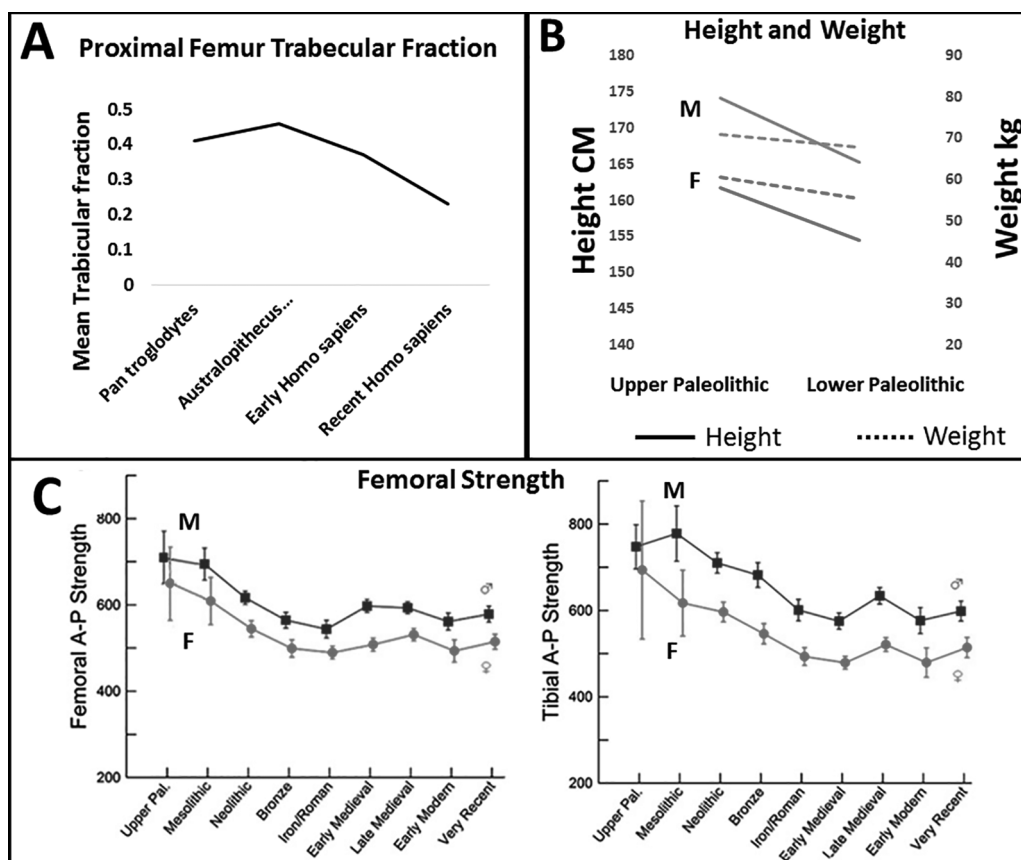 A
Proximal Femur Trabecular Fraction
Mean Trabicular fraction
0.5
0.4
0.3
0.2
0.1
0
Pan troglodytes
Australopithecus...
Early Homo sapiens
Recent Homo sapiens
B
Height and Weight
Height CM
180
175
170
165
160
155
150
145
140
M
F
90
80
70
60
50
40
30
20
Weight kg
Upper Paleolithic
Lower Paleolithic
Height
Weight
C
Femoral Strength
Femoral A-P Strength
800
600
400
200
M
F
♂
♀
Upper Pal.
Mesolithic
Neolithic
Bronze
Iron/Roman
Early Medieval
Late Medieval
Early Modern
Very Recent
Tibial A-P Strength
800
600
400
200
M
F
♂
♀
Upper Pal.
Mesolithic
Neolithic
Bronze
Iron/Roman
Early Medieval
Late Medieval
Early Modern
Very Recent